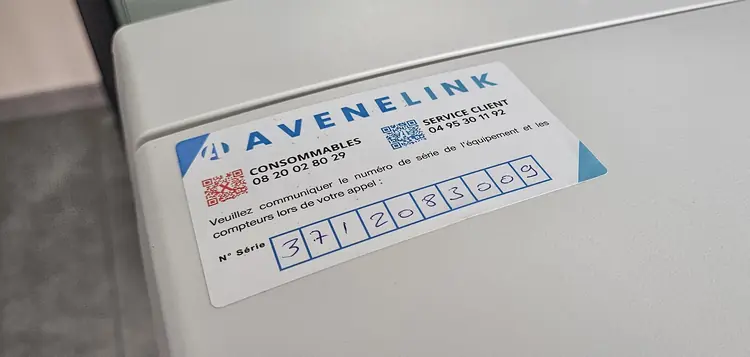 AVENELINK
CONSOMMABLES
08 20 02 80 29
SERVICE CLIENT
04 95 30 11 92
Veuillez communiquer le numéro de série de l'équipement et les
compteurs lors de votre appel :
N° Série 3712083009